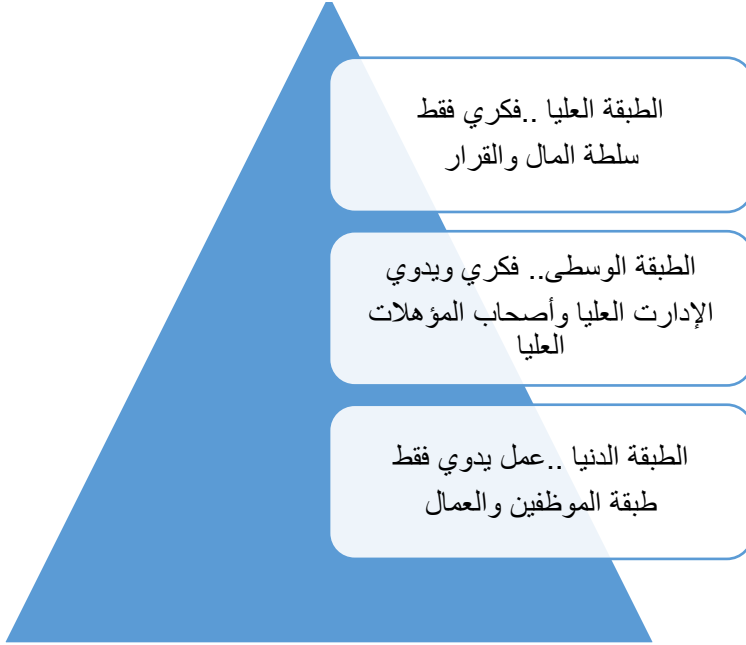 الطبقة العليا ..فكري فقط
سلطة المال والقرار
الطبقة الوسطى.. فكري ويدوي
الإدارت العليا وأصحاب المؤهلات
العليا
الطبقة الدنيا ..عمل يدوي فقط
طبقة الموظفين والعمال